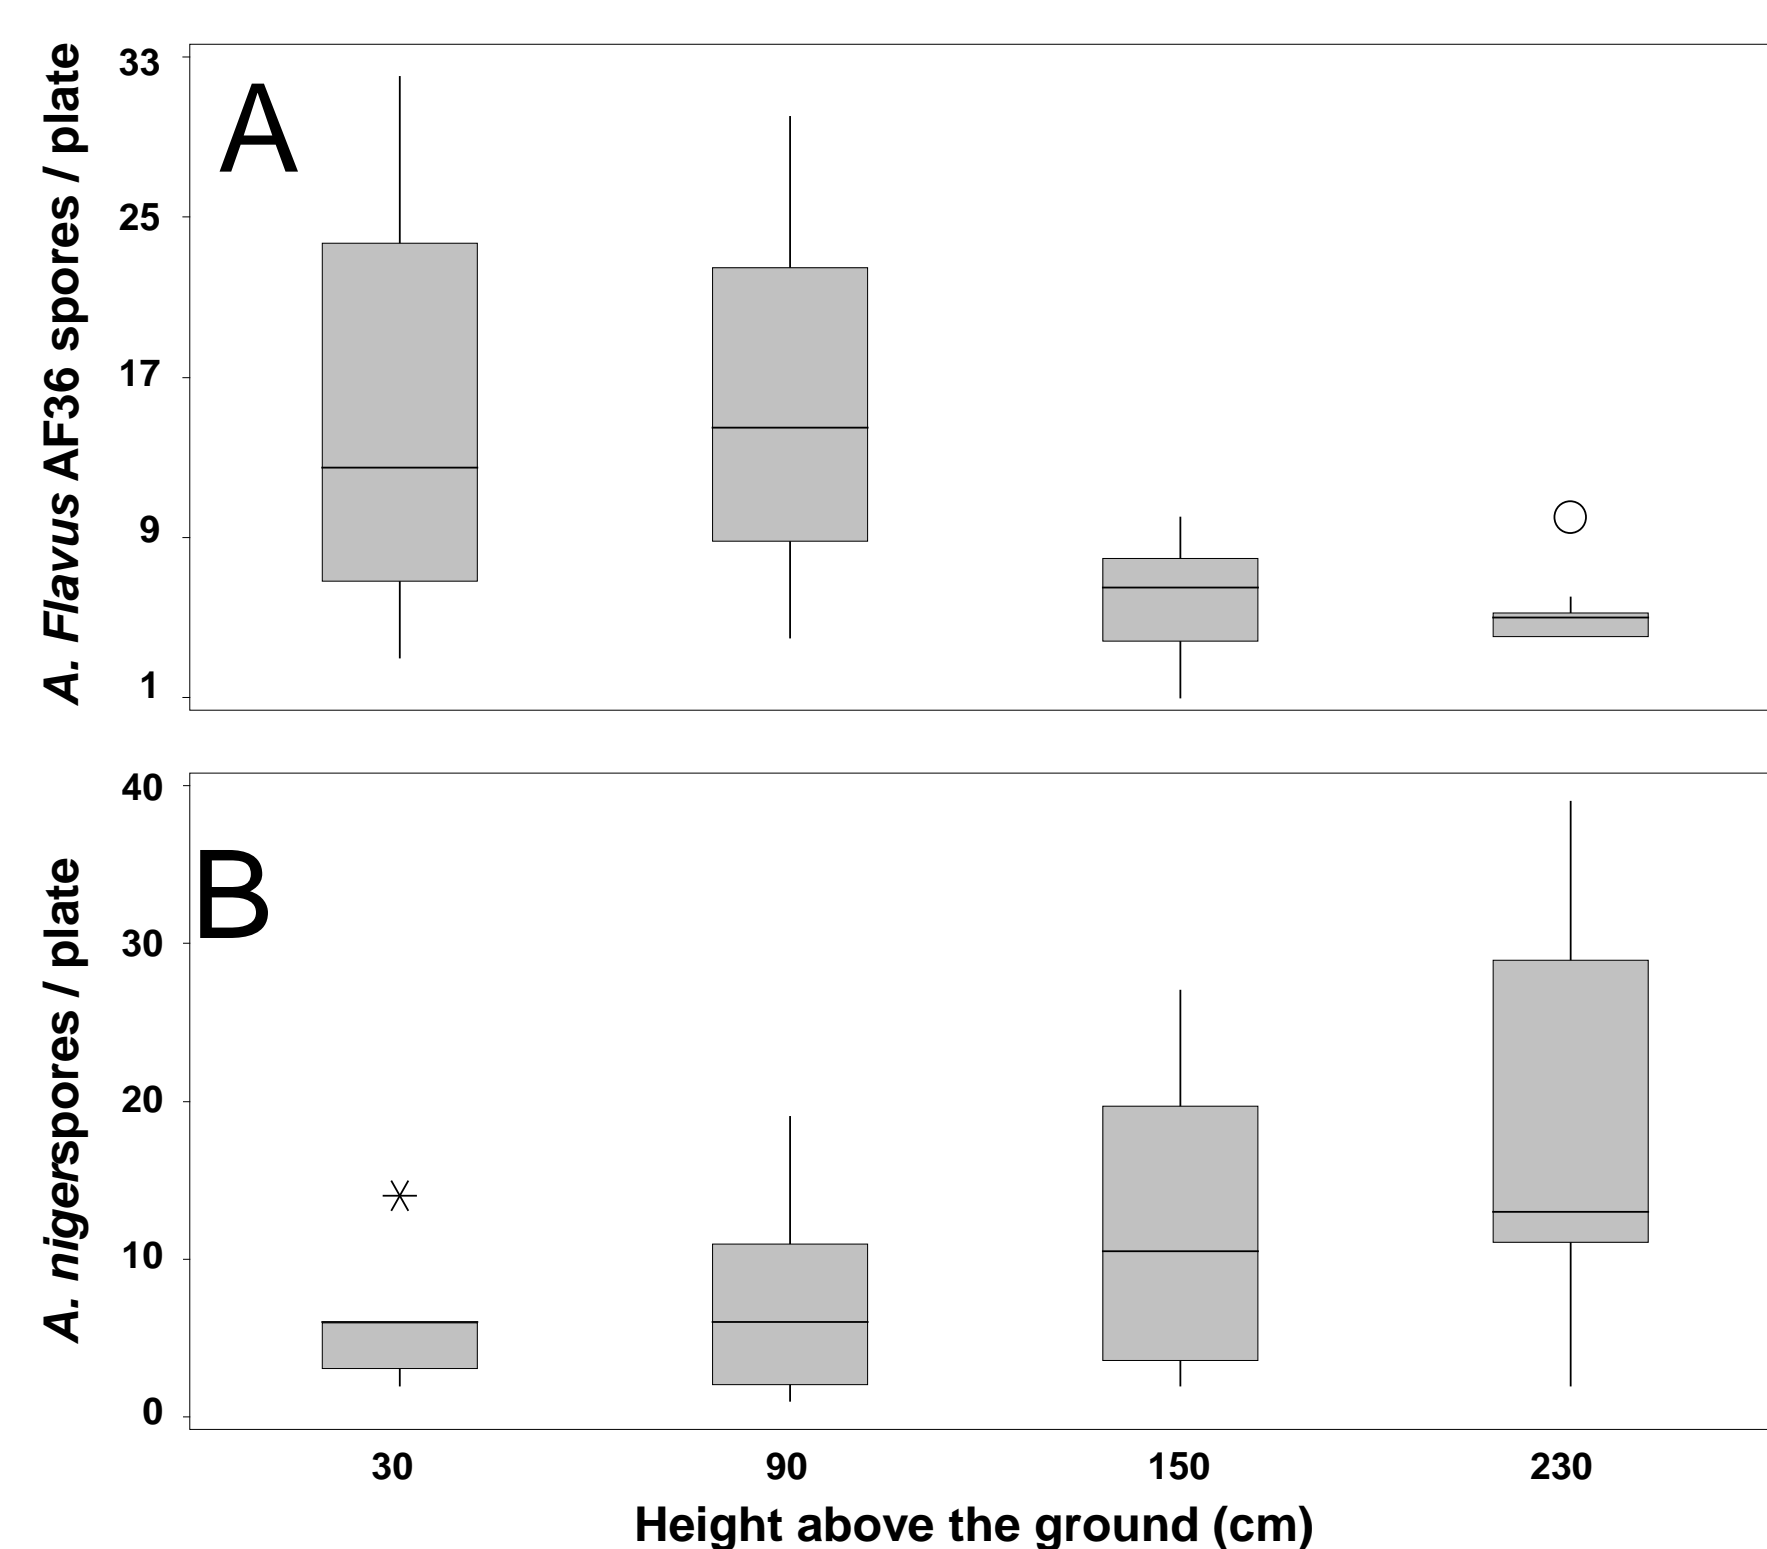 A. Flavus AF36 spores / plate
33
25
17
9
1
A
A. nigerspores / plate
40
30
20
10
0
B
30 90 150 230
Height above the ground (cm)